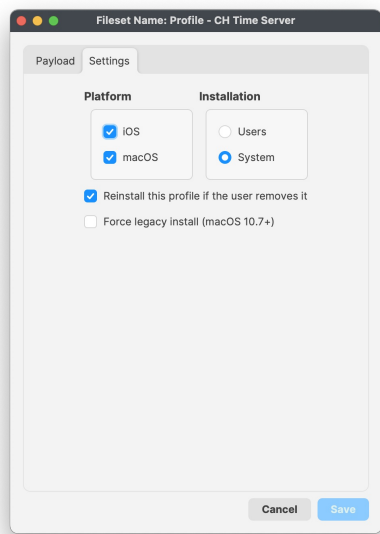 Fileset Name: Profile - CH Time Server
Payload Settings
Platform Installation
iOS Users
macOS System
Reinstall this profile if the user removes it
Force legacy install (macOS 10.7+)
Cancel Save